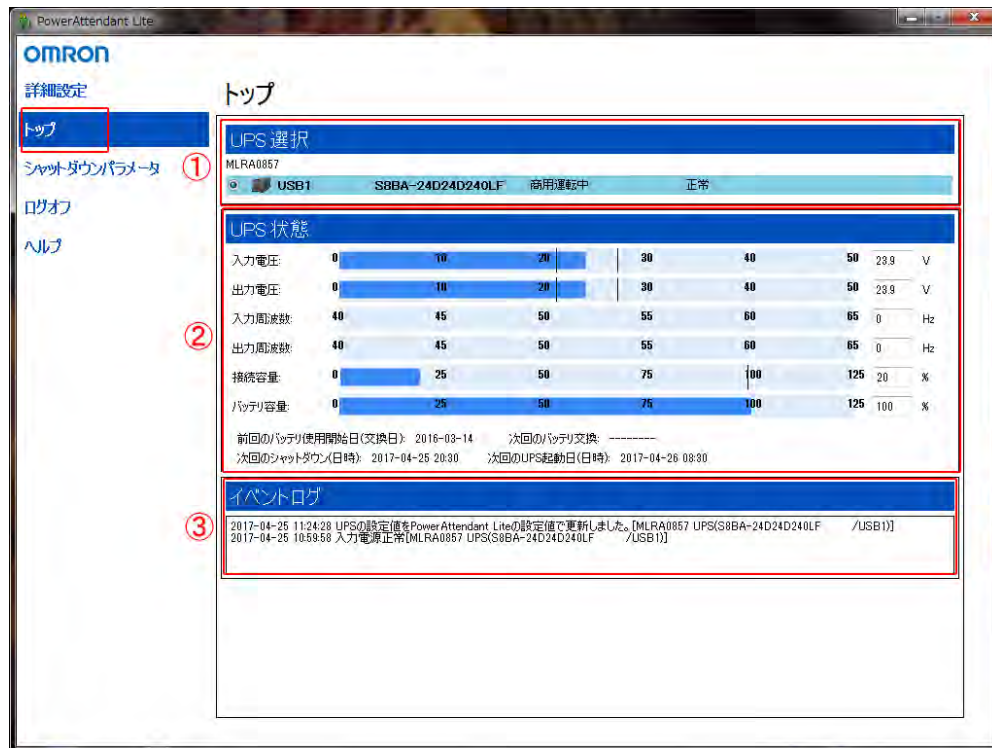 PowerAttendant Lite
OMRON
詳細設定
トップ
シャットダウンパラメータ
ログオフ
ヘルプ
トップ
①
UPS 選択
MLRA0857
USB1 S8BA-24D24D240LF 商用運転中 正常
②
UPS 状態
入力電圧: 0 10 20 30 40 50 23.9 V
出力電圧: 0 10 20 30 40 50 23.9 V
入力周波数: 40 45 50 55 60 65 0 Hz
出力周波数: 40 45 50 55 60 65 0 Hz
接続容量: 0 25 50 75 100 125 20 %
バッテリ容量: 0 25 50 75 100 125 100 %
前回のバッテリ使用開始日(交換日): 2016-03-14 次回のバッテリ交換: --------
次回のシャットダウン(日時): 2017-04-25 20:30 次回のUPS起動日(日時): 2017-04-26 08:30
③
イベントログ
2017-04-25 11:24:28 UPSの設定値をPowerAttendant Liteの設定値で更新しました。[MLRA0857 UPS(S8BA-24D24D240LF /USB1)]
2017-04-25 10:59:58 入力電源正常[MLRA0857 UPS(S8BA-24D24D240LF /USB1)]